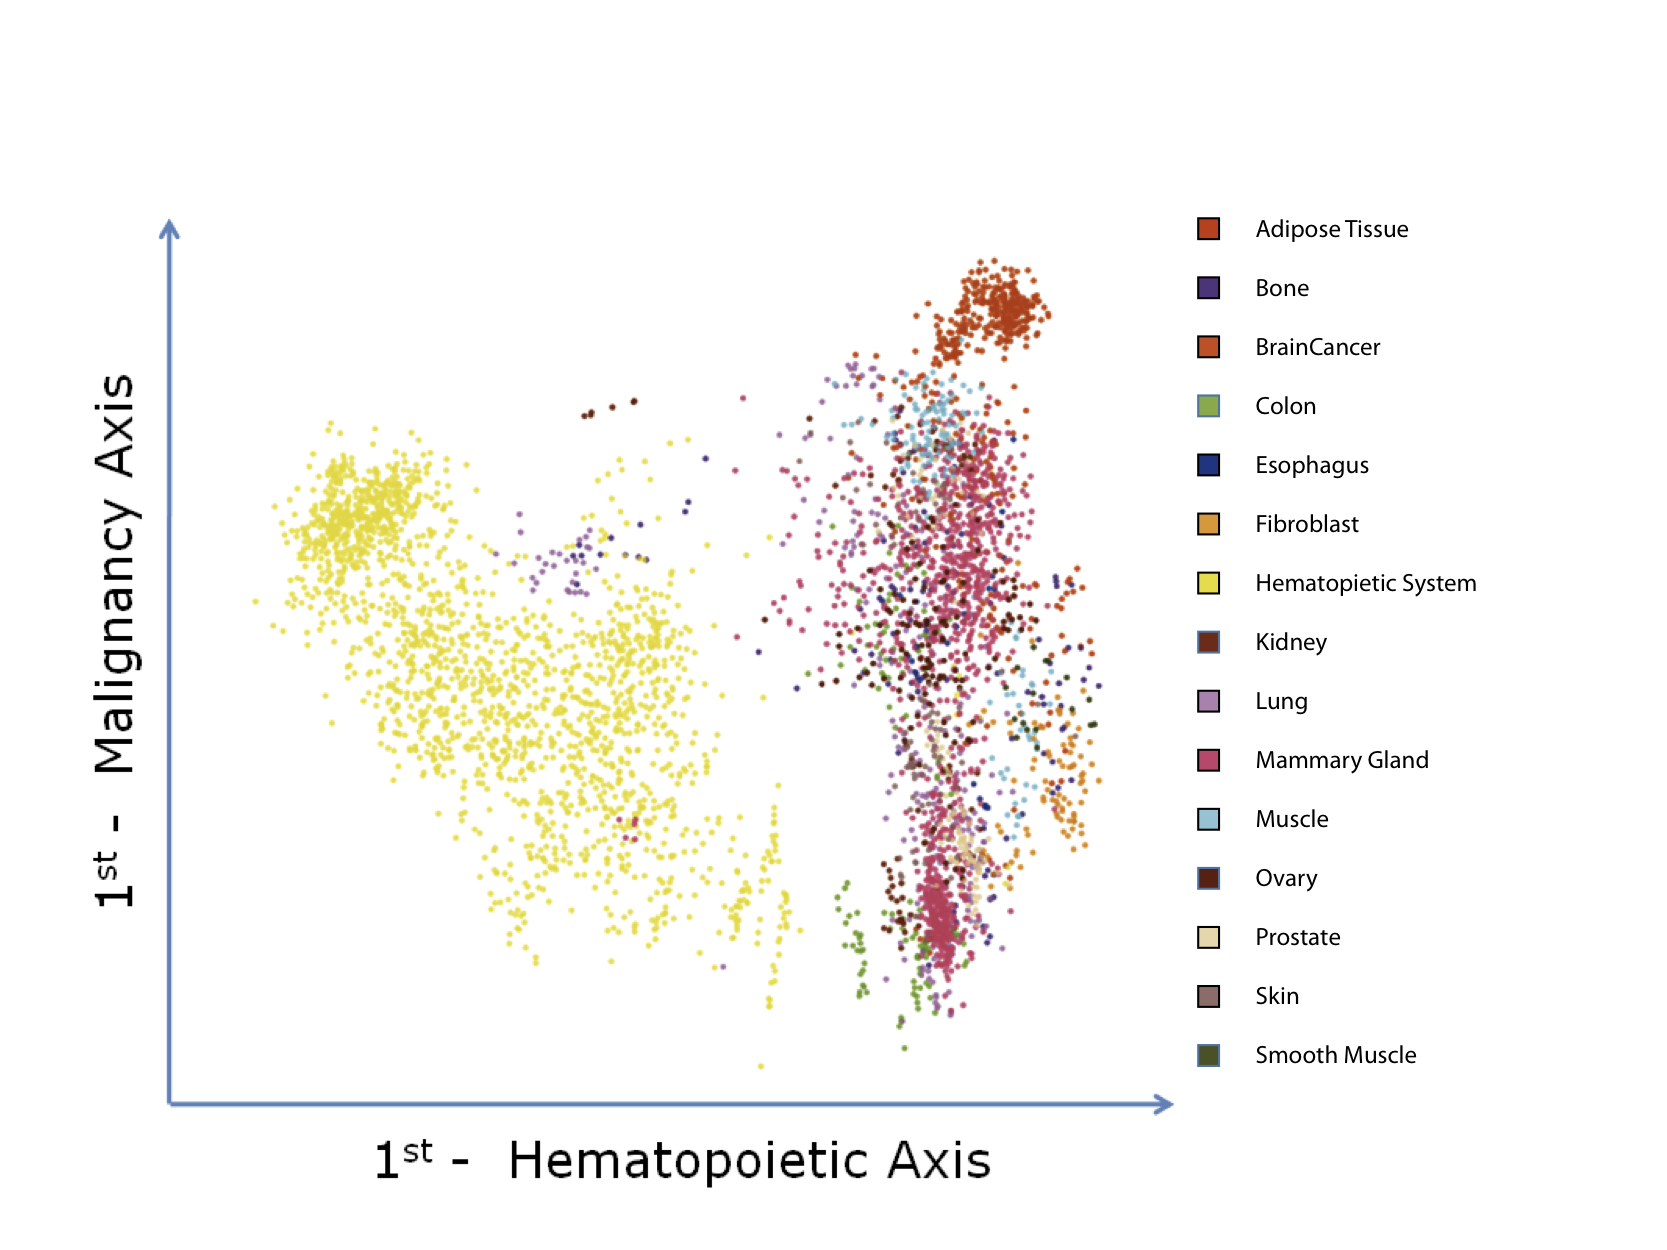 1st - Malignancy Axis
Adipose Tissue
Bone
BrainCancer
Colon
Esophagus
Fibroblast
Hematopietic System
Kidney
Lung
Mammary Gland
Muscle
Ovary
Prostate
Skin
Smooth Muscle
1st - Hematopoietic Axis